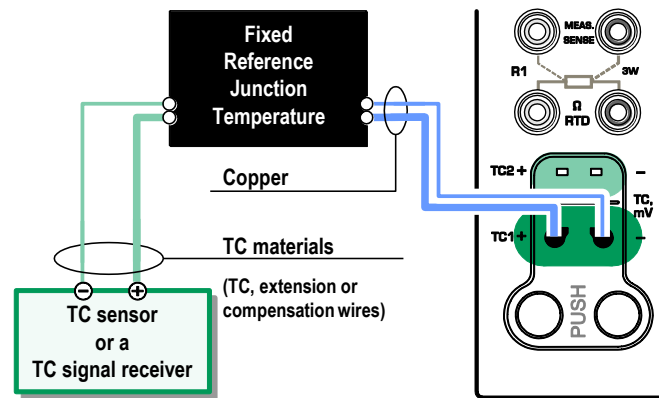 Fixed
Reference
Junction
Temperature
Copper
TC materials
(TC, extension or
compensation wires)
− +
TC sensor
or a
TC signal receiver
MEAS.
SENSE
R1
3W
Ω
RTD
TC2 + −
TC,
mV
TC1 + −
PUSH